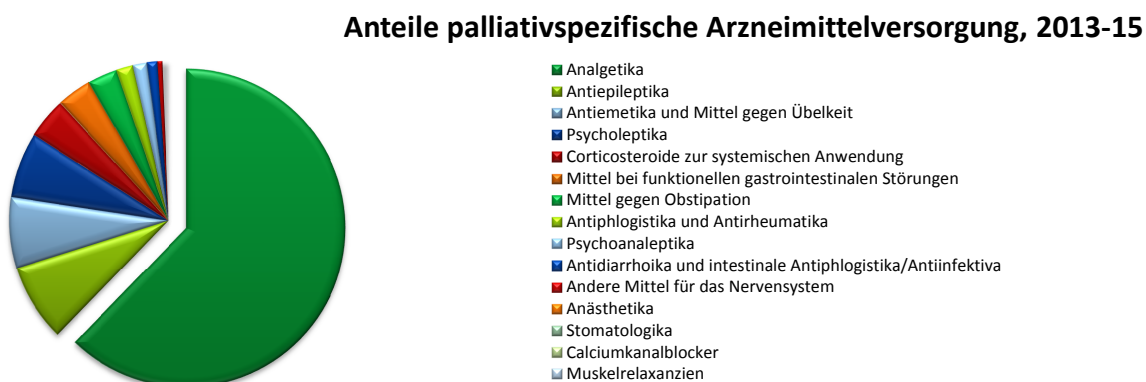 Anteile palliativspezifische Arzneimittelversorgung, 2013-15
Analgetika
Antiepileptika
Antiemetika und Mittel gegen Übelkeit
Psycholeptika
Corticosteroide zur systemischen Anwendung
Mittel bei funktionellen gastrointestinalen Störungen
Mittel gegen Obstipation
Antiphlogistika und Antirheumatika
Psychoanaleptika
Antidiarrhoika und intestinale Antiphlogistika/Antiinfektiva
Andere Mittel für das Nervensystem
Anästhetika
Stomatologika
Calciumkanalblocker
Muskelrelaxanzien